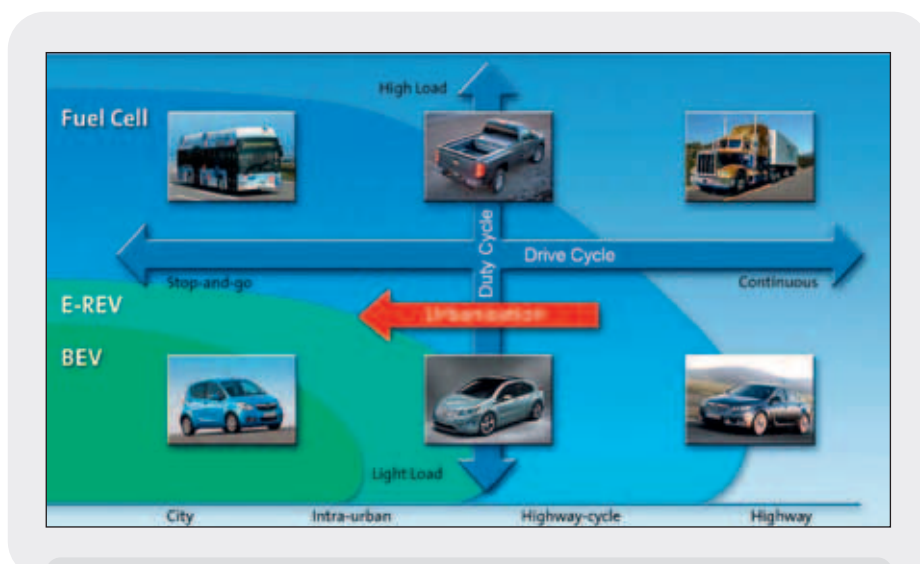 High Load
Fuel Cell
Duty Cycle
Drive Cycle
Stop-and-go
Continuous
E-REV
Urbanisation
BEV
Light Load
City
Intra-urban
Highway-cycle
Highway